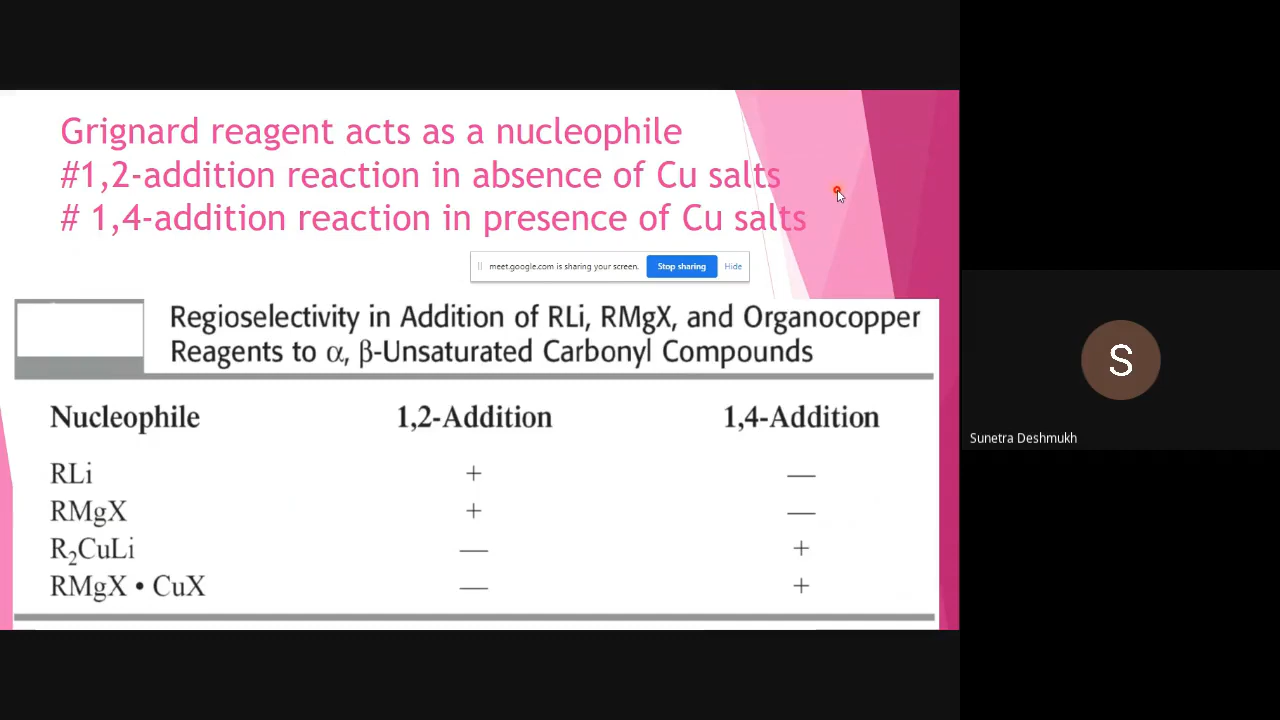 Grignard reagent acts as a nucleophile
#1,2-addition reaction in absence of Cu salts
# 1,4-addition reaction in presence of Cu salts
meet.google.com is sharing your screen. Stop sharing Hide
Regioselectivity in Addition of RLi, RMgX, and Organocopper
Reagents to α, β-Unsaturated Carbonyl Compounds
Nucleophile 1,2-Addition 1,4-Addition
RLi + —
RMgX + —
R₂CuLi — +
RMgX • CuX — +
S
Sunetra Deshmukh